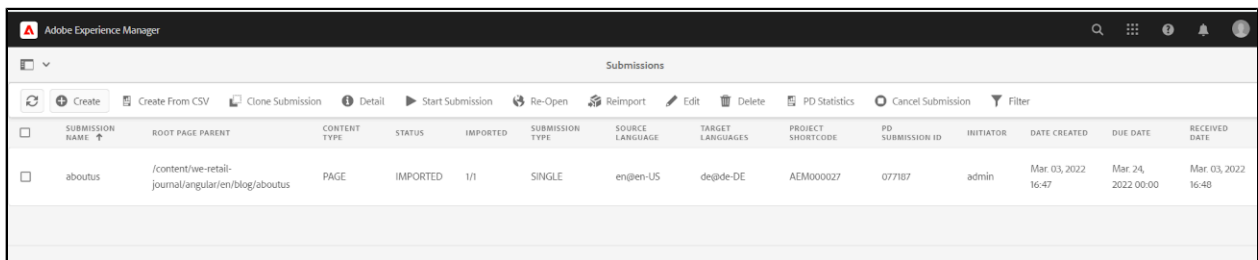 Adobe Experience Manager
Submissions
Create Create From CSV Clone Submission Detail Start Submission Re-Open Reimport Edit Delete PD Statistics Cancel Submission Filter
SUBMISSION NAME ROOT PAGE PARENT CONTENT TYPE STATUS IMPORTED SUBMISSION TYPE SOURCE LANGUAGE TARGET LANGUAGES PROJECT SHORTCODE PD SUBMISSION ID INITIATOR DATE CREATED DUE DATE RECEIVED DATE
aboutus /content/we-retail-journal/angular/en/blog/aboutus PAGE IMPORTED 1/1 SINGLE en@en-US de@de-DE AEM000027 077187 admin Mar. 03, 2022 16:47 Mar. 24, 2022 00:00 Mar. 03, 2022 16:48